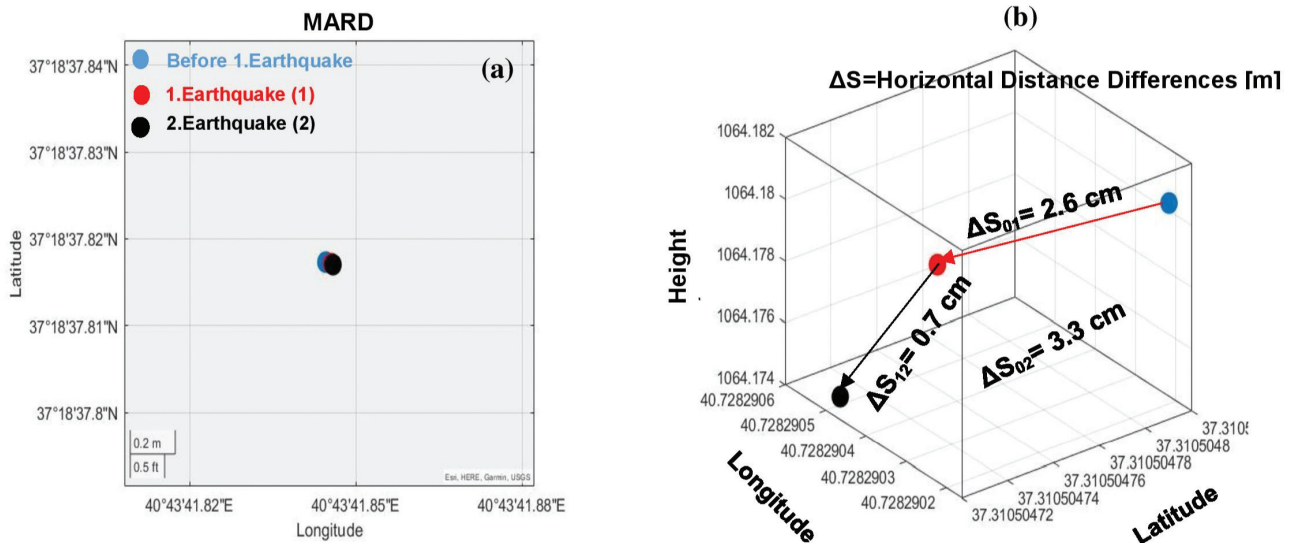 MARD
(a)
Before 1.Earthquake
1.Earthquake (1)
2.Earthquake (2)
37°18'37.84"N
37°18'37.83"N
37°18'37.82"N
37°18'37.81"N
37°18'37.8"N
Latitude
0.2 m
0.5 ft
Esri, HERE, Garmin, USGS
40°43'41.82"E
40°43'41.85"E
40°43'41.88"E
Longitude
(b)
ΔS=Horizontal Distance Differences [m]
1064.182
1064.18
1064.178
1064.176
1064.174
Height
ΔS01= 2.6 cm
ΔS12= 0.7 cm
ΔS02= 3.3 cm
40.7282906
40.7282905
40.7282904
40.7282903
40.7282902
Longitude
37.3105
37.3105048
37.31050478
37.31050476
37.31050474
37.31050472
Latitude